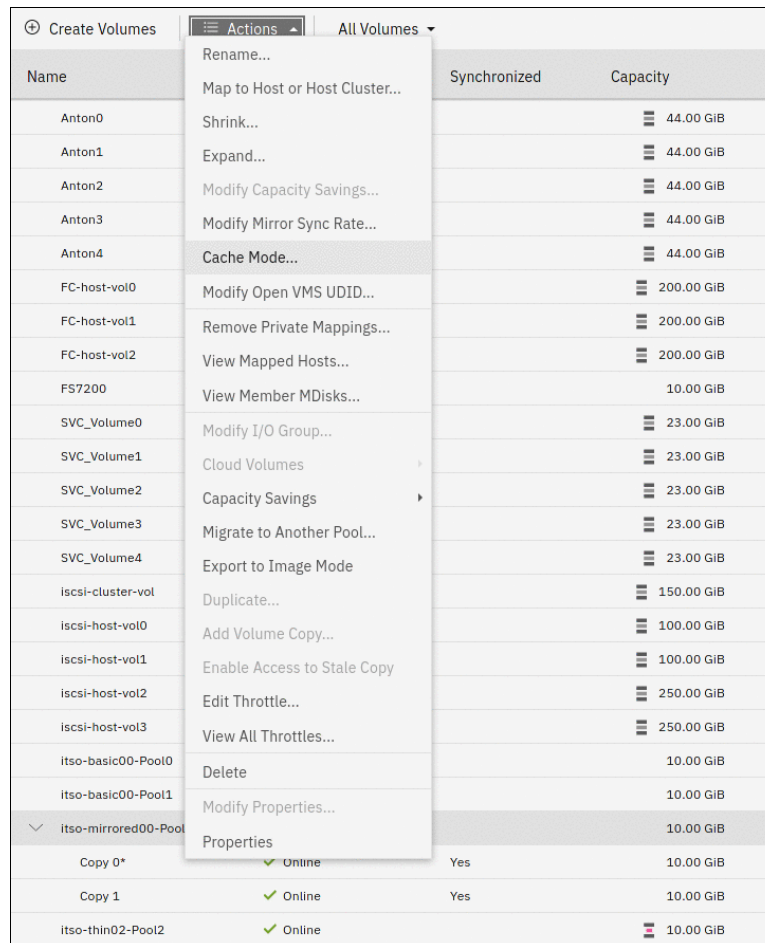 Create Volumes Actions All Volumes
Rename...
Name Synchronized Capacity
Map to Host or Host Cluster...
Anton0 Shrink... 44.00 GiB
Anton1 Expand... 44.00 GiB
Anton2 Modify Capacity Savings... 44.00 GiB
Anton3 Modify Mirror Sync Rate... 44.00 GiB
Anton4 Cache Mode... 44.00 GiB
FC-host-vol0 Modify Open VMS UDID... 200.00 GiB
FC-host-vol1 Remove Private Mappings... 200.00 GiB
FC-host-vol2 View Mapped Hosts... 200.00 GiB
FS7200 View Member MDisks... 10.00 GiB
SVC_Volume0 Modify I/O Group... 23.00 GiB
SVC_Volume1 Cloud Volumes 23.00 GiB
SVC_Volume2 Capacity Savings 23.00 GiB
SVC_Volume3 Migrate to Another Pool... 23.00 GiB
SVC_Volume4 Export to Image Mode 23.00 GiB
iscsi-cluster-vol Duplicate... 150.00 GiB
iscsi-host-vol0 Add Volume Copy... 100.00 GiB
iscsi-host-vol1 Enable Access to Stale Copy 100.00 GiB
iscsi-host-vol2 Edit Throttle... 250.00 GiB
iscsi-host-vol3 View All Throttles... 250.00 GiB
itso-basic00-Pool0 Delete 10.00 GiB
itso-basic00-Pool1 Modify Properties... 10.00 GiB
itso-mirrored00-Pool Properties 10.00 GiB
Copy 0* Online Yes 10.00 GiB
Copy 1 Online Yes 10.00 GiB
itso-thin02-Pool2 Online 10.00 GiB